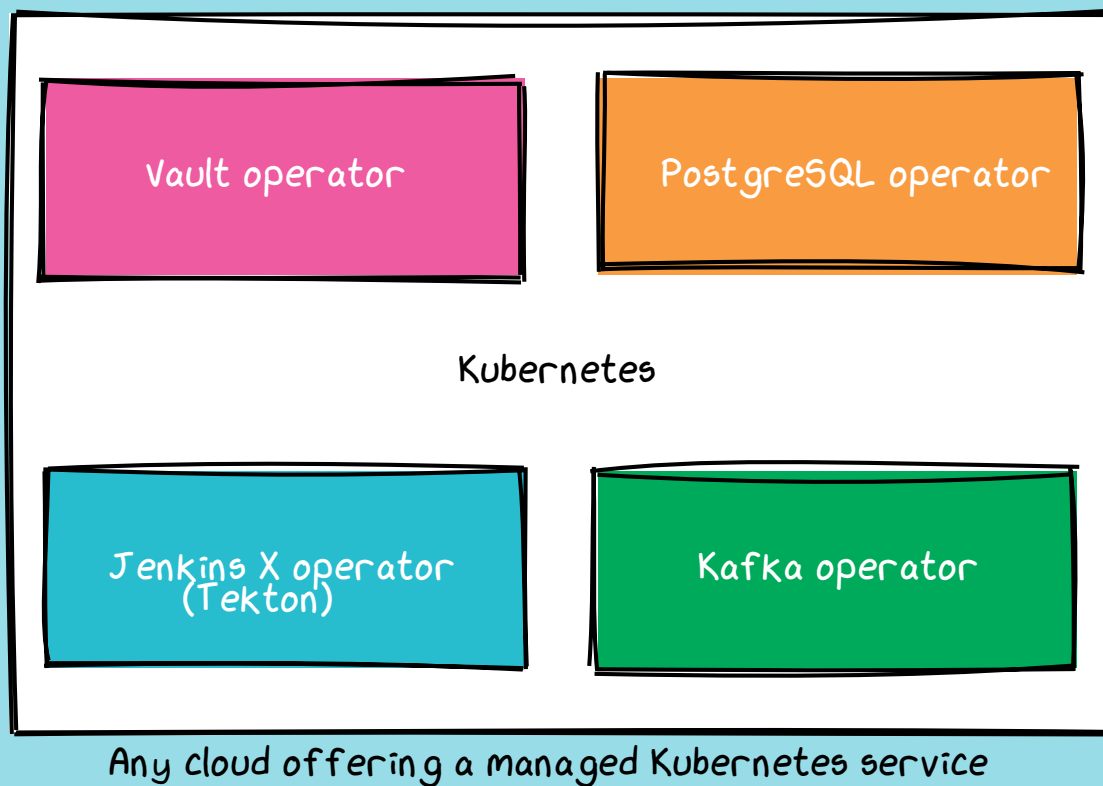 Vault operator
PostgreSQL operator
Kubernetes
Jenkins X operator
(Tekton)
Kafka operator
Any cloud offering a managed Kubernetes service